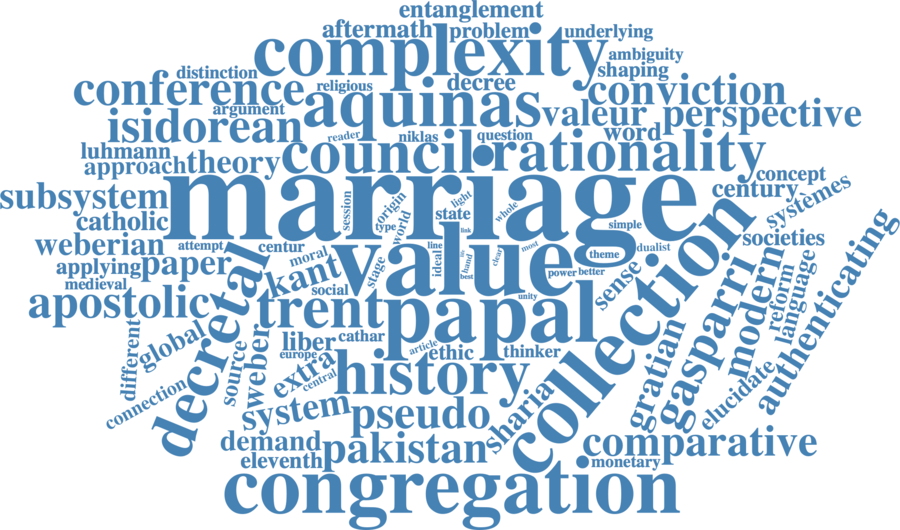 entanglement
aftermath problem underlying
complexity ambiguity
distinction shaping
conference religious decree conviction
argument aquinas valeur perspective
isidorean reader niklas question word
luhmann council•rationality
approach theory concept
marriage century systèmes
subsystem session origin light whole
catholic type world state link simple societies
weberian attempt centur value theme dualist
applying paper moral stage ideal line in hand best clear most
medieval kant social power better sense
apostolic decretal trent papal unity
collection gasparri modern reform language authenticating
different global source weber liber cathar article ethic thinker
europe central extra history gratian elucidate
connection system pseudo sharia
demand pakistan comparative
eleventh monetary
congregation